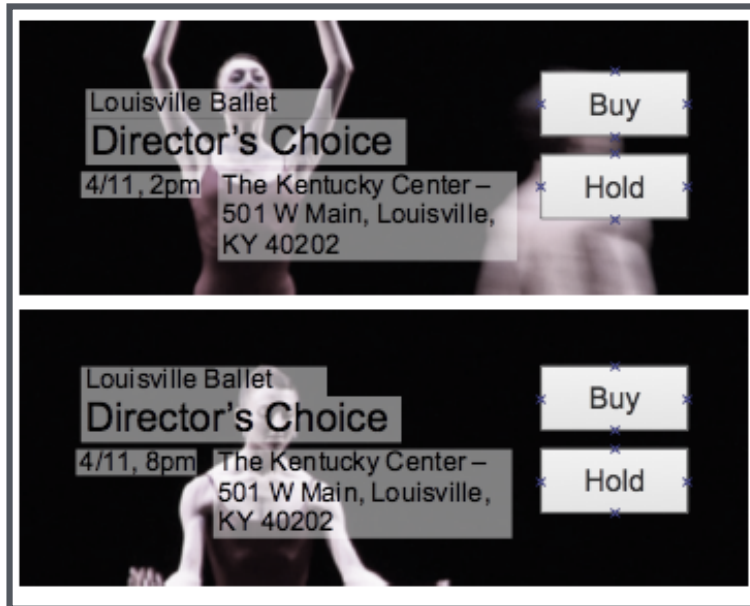 Louisville Ballet
Director's Choice
4/11, 2pm
The Kentucky Center –
501 W Main, Louisville,
KY 40202
Buy
Hold
Louisville Ballet
Director's Choice
4/11, 8pm
The Kentucky Center –
501 W Main, Louisville,
KY 40202
Buy
Hold